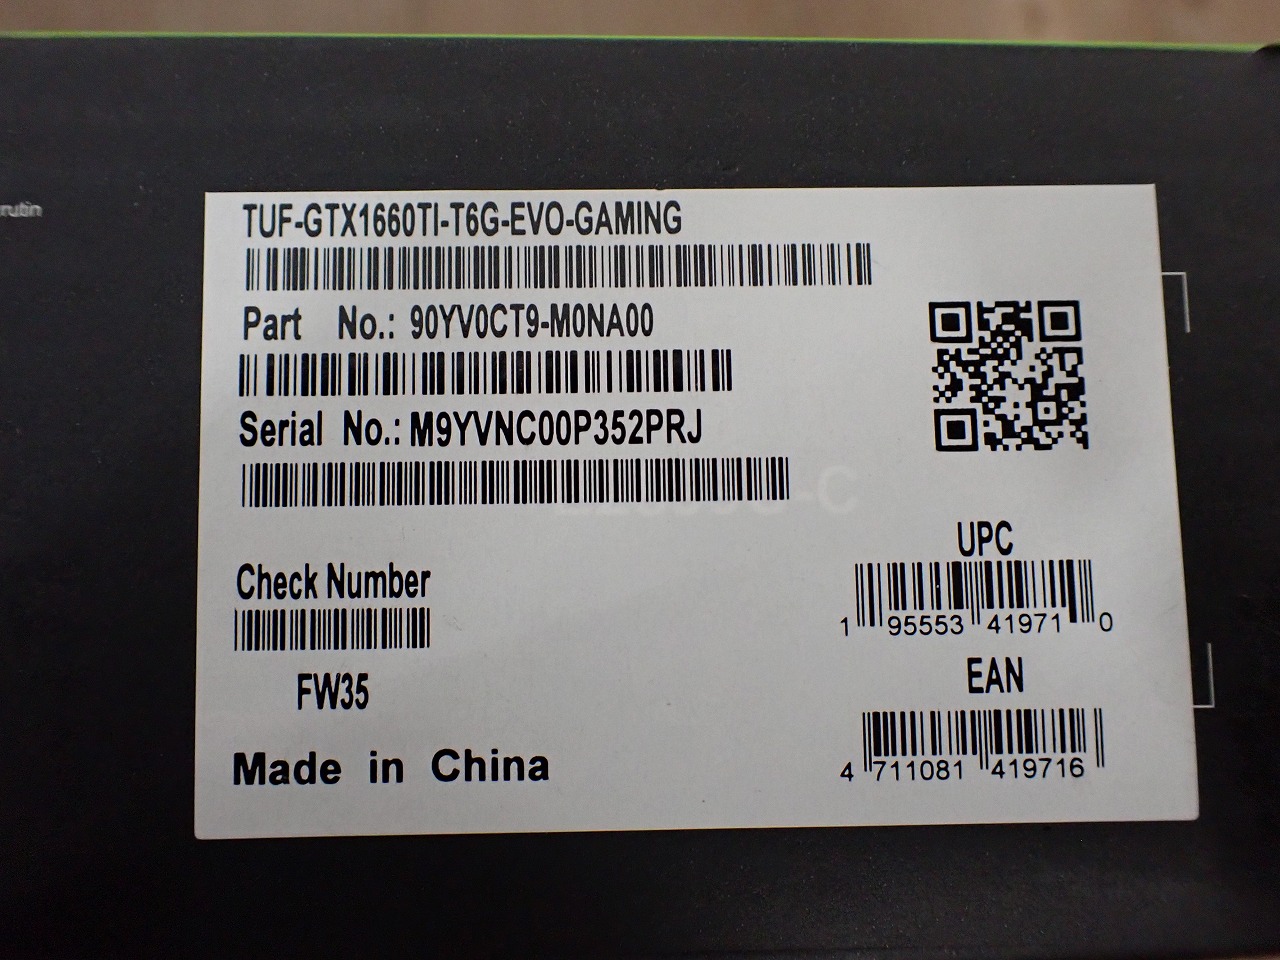 rutin
TUF-GTX1660TI-T6G-EVO-GAMING
Part No.: 90YV0CT9-M0NA00
Serial No.: M9YVNC00P352PRJ
Check Number
FW35
Made in China
UPC
1 95553 41971 0
EAN
4 711081 419716